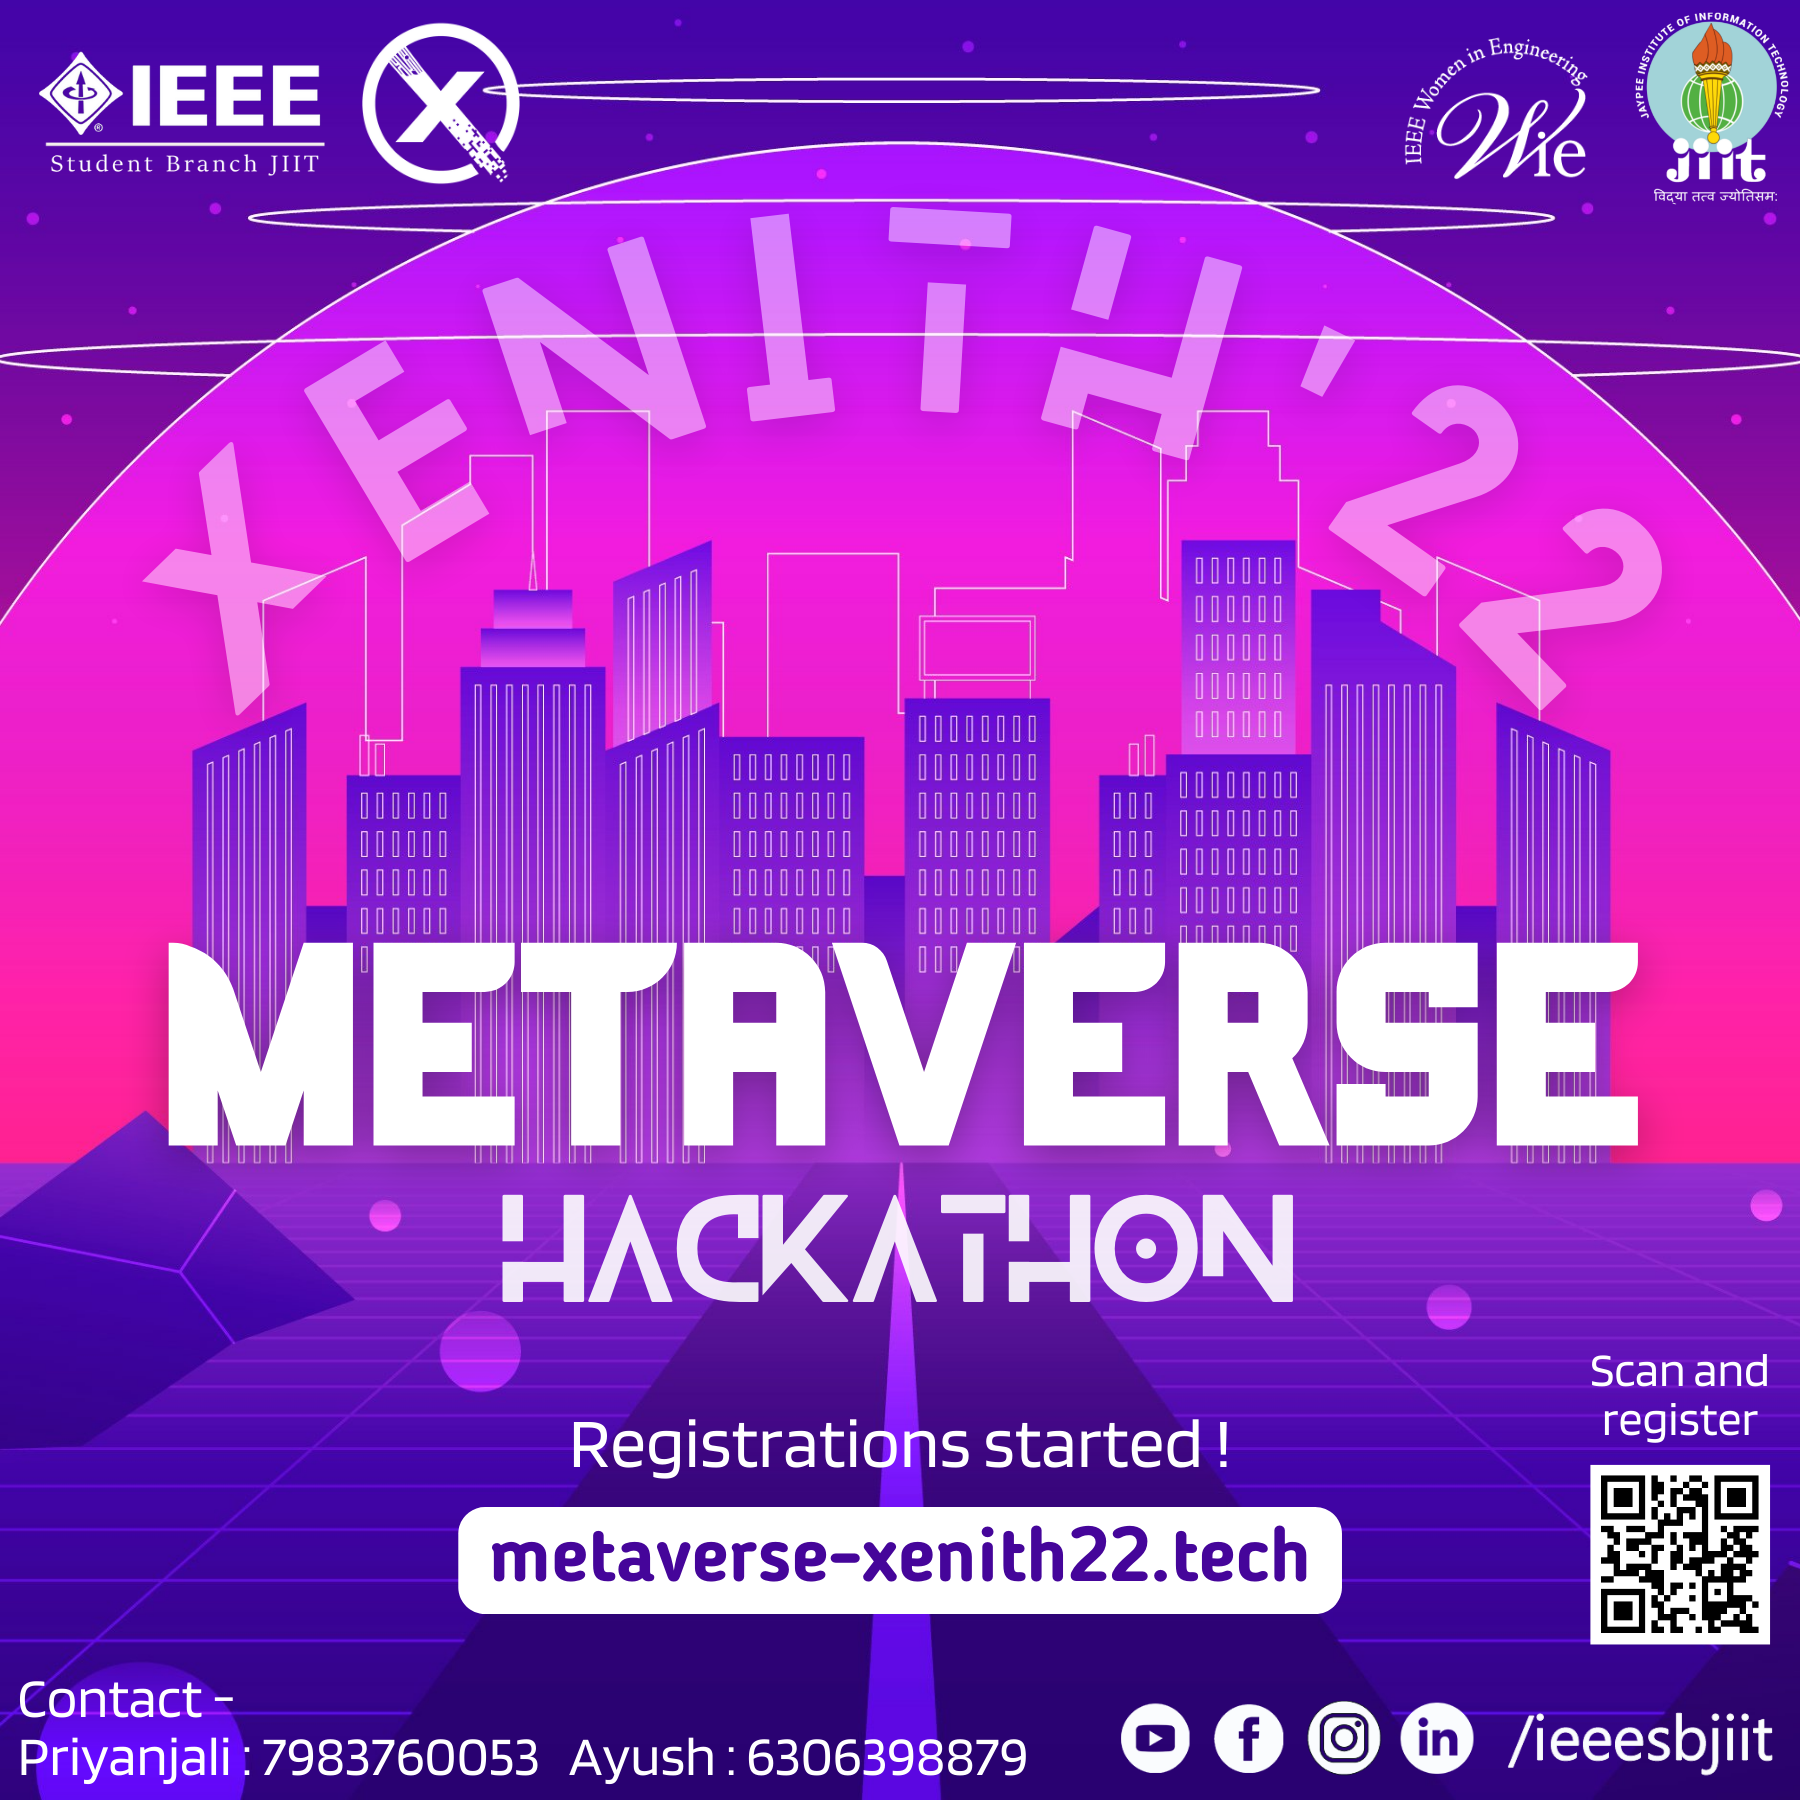 IEEE
Student Branch JIIT
X
IEEE Women in Engineering
Wie
JAYPEE INSTITUTE OF INFORMATION TECHNOLOGY
jiit
विद्या तत्व ज्योतिसम:
XENITH'22
METAVERSE
HACKATHON
Registrations started !
metaverse-xenith22.tech
Scan and
register
Contact -
Priyanjali : 7983760053 Ayush : 6306398879
in /ieeesbjiit